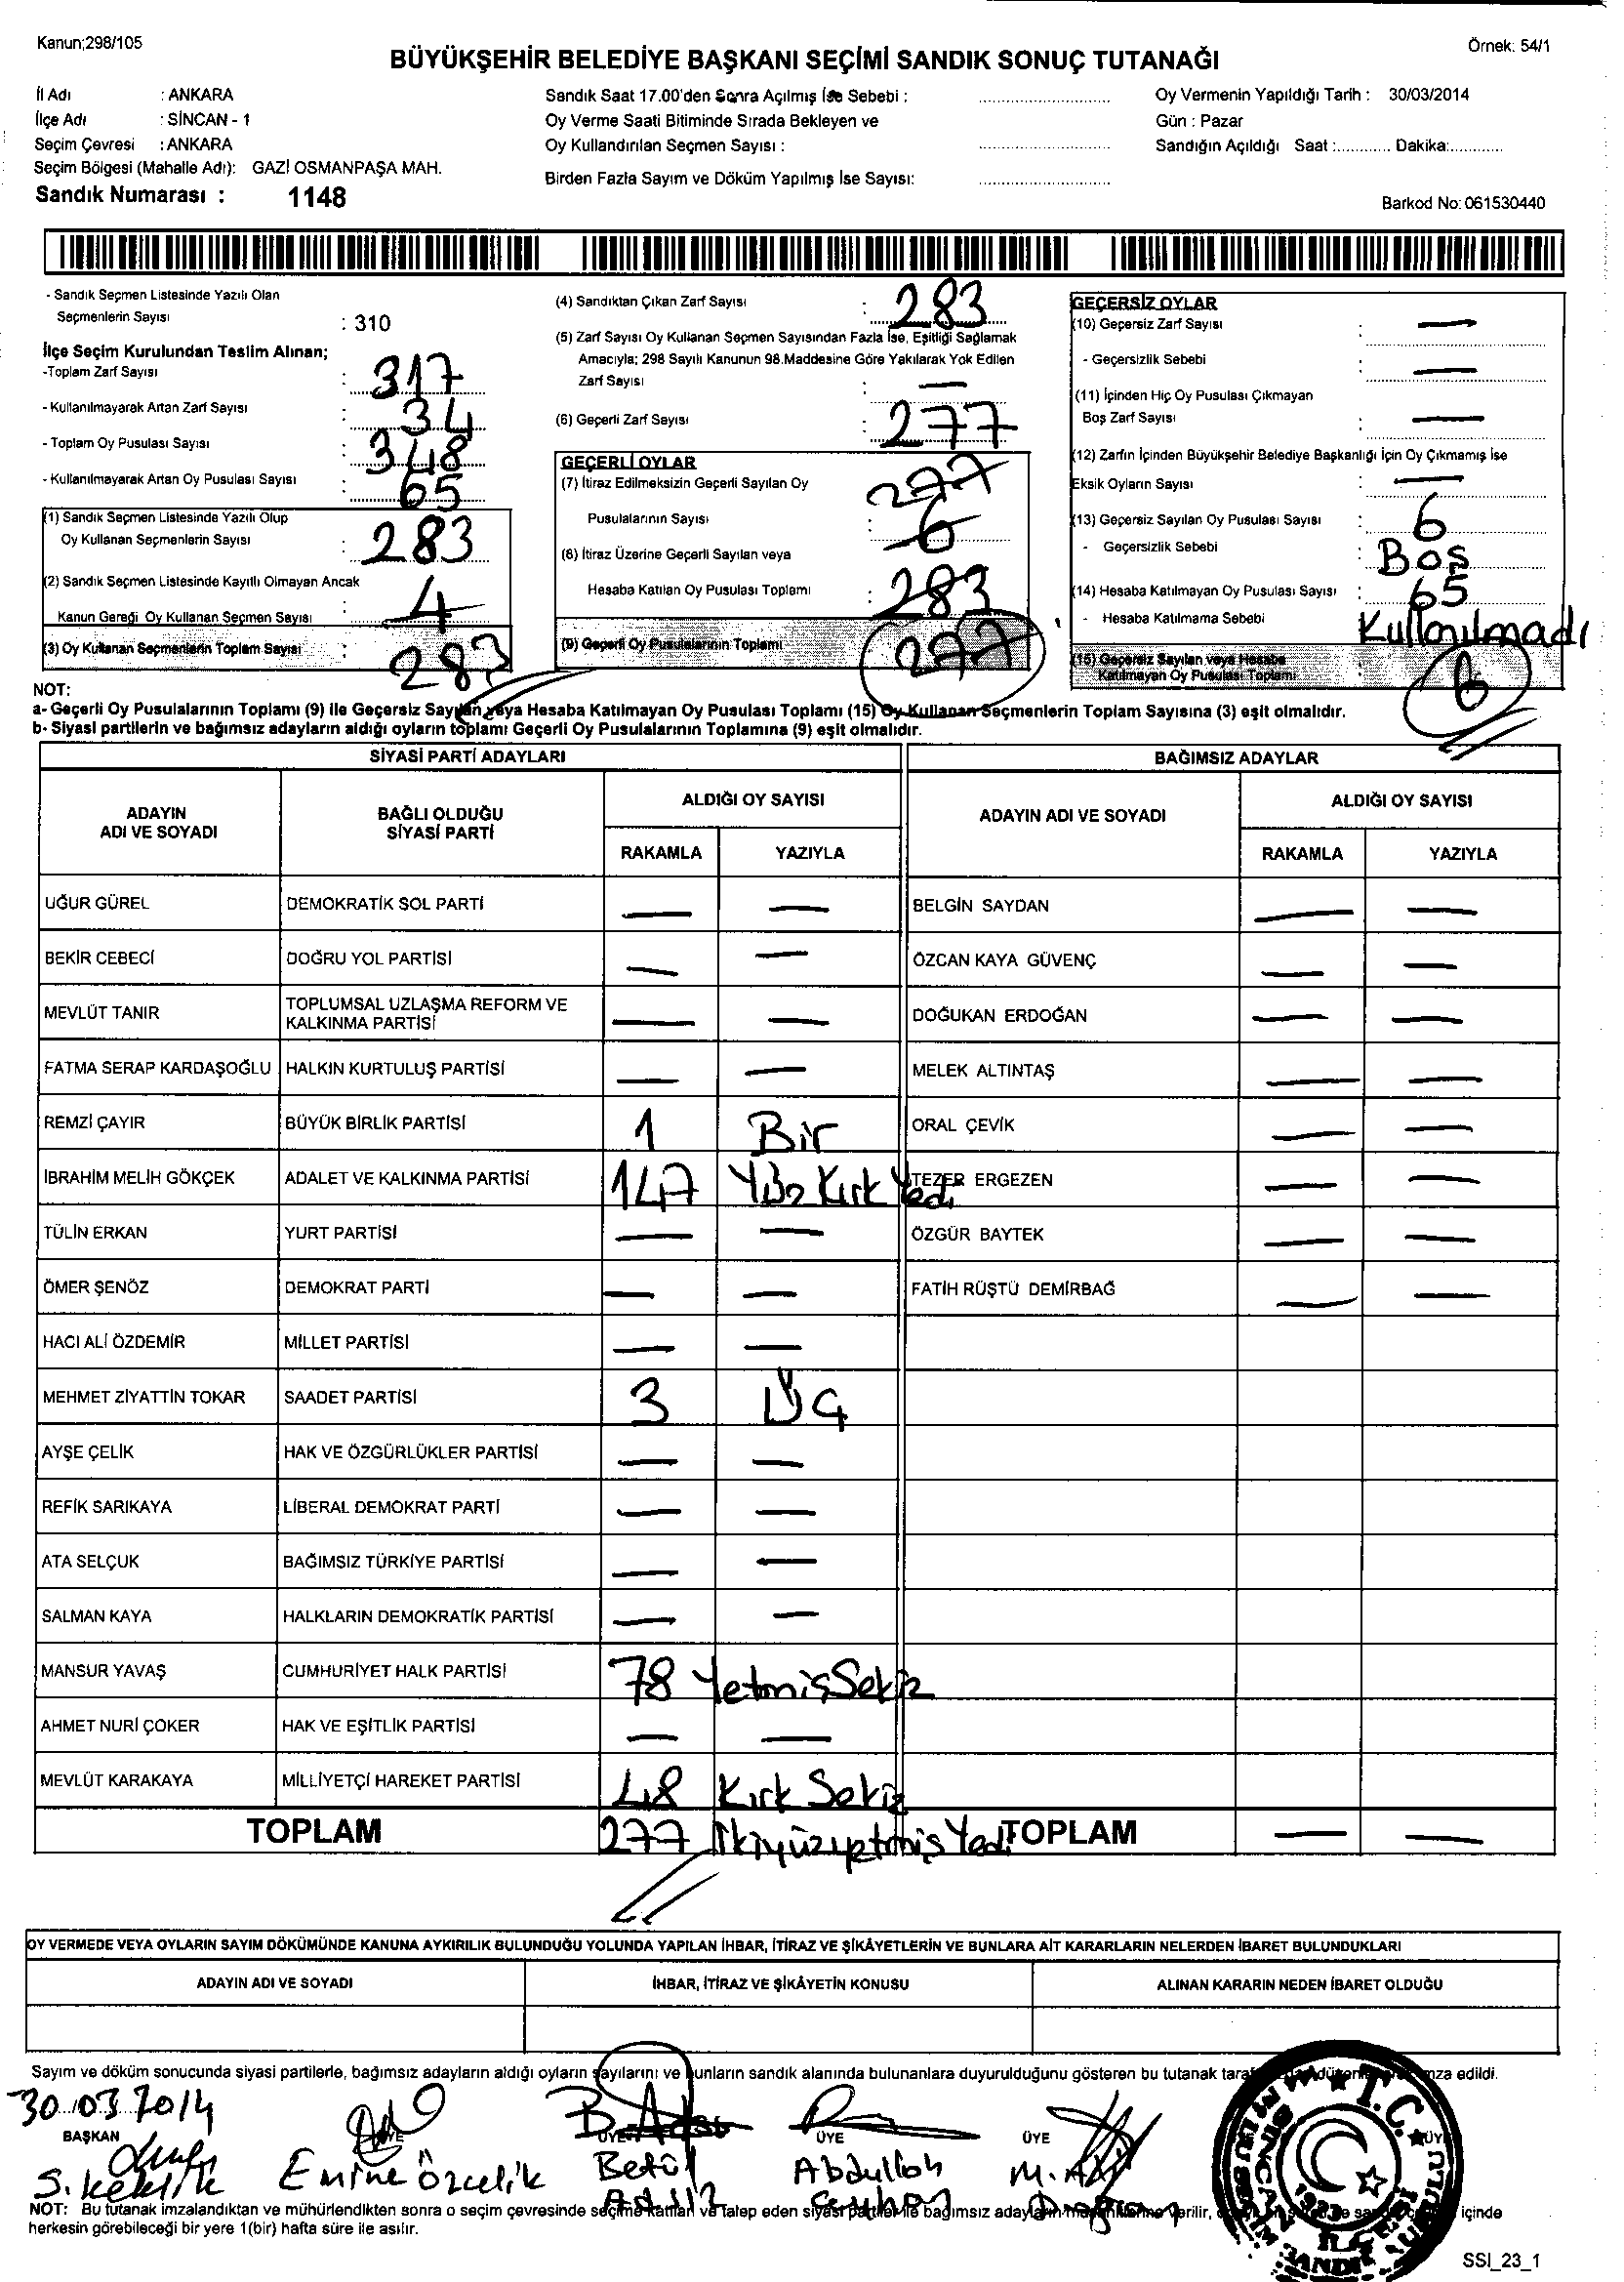 Kanun;298/105
Örnek: 54/1
BÜYÜKŞEHİR BELEDİYE BAŞKANI SEÇİMİ SANDIK SONUÇ TUTANAĞI
İl Adı : ANKARA
İlçe Adı : SİNCAN - 1
Seçim Çevresi : ANKARA
Seçim Bölgesi (Mahalle Adı): GAZİ OSMANPAŞA MAH.
Sandık Numarası : 1148
Sandık Saat 17.00'den Sonra Açılmış İse Sebebi :
Oy Verme Saati Bitiminde Sırada Bekleyen ve
Oy Kullandırılan Seçmen Sayısı :
Birden Fazla Sayım ve Döküm Yapılmış İse Sayısı:
Oy Vermenin Yapıldığı Tarih : 30/03/2014
Gün : Pazar
Sandığın Açıldığı Saat :............ Dakika:............
Barkod No: 061530440
- Sandık Seçmen Listesinde Yazılı Olan
Seçmenlerin Sayısı : 310
İlçe Seçim Kurulundan Teslim Alınan;
-Toplam Zarf Sayısı : 317
- Kullanılmayarak Artan Zarf Sayısı : 34
- Toplam Oy Pusulası Sayısı : 348
- Kullanılmayarak Artan Oy Pusulası Sayısı : 65
(1) Sandık Seçmen Listesinde Yazılı Olup
Oy Kullanan Seçmenlerin Sayısı : 283
(2) Sandık Seçmen Listesinde Kayıtlı Olmayan Ancak
Kanun Gereği Oy Kullanan Seçmen Sayısı : 4
(3) Oy Kullanan Seçmenlerin Toplam Sayısı : 283
(4) Sandıktan Çıkan Zarf Sayısı : 283
(5) Zarf Sayısı Oy Kullanan Seçmen Sayısından Fazla İse, Eşitliği Sağlamak
Amacıyla; 298 Sayılı Kanunun 98.Maddesine Göre Yakılarak Yok Edilen
Zarf Sayısı : —
(6) Geçerli Zarf Sayısı : 277
GEÇERLİ OYLAR
(7) İtiraz Edilmeksizin Geçerli Sayılan Oy 277
Pusulalarının Sayısı : 6
(8) İtiraz Üzerine Geçerli Sayılan veya
Hesaba Katılan Oy Pusulası Toplamı : 283
(9) Geçerli Oy Pusulalarının Toplamı 277
GEÇERSİZ OYLAR
(10) Geçersiz Zarf Sayısı : —
- Geçersizlik Sebebi : —
(11) İçinden Hiç Oy Pusulası Çıkmayan
Boş Zarf Sayısı : —
(12) Zarfın İçinden Büyükşehir Belediye Başkanlığı İçin Oy Çıkmamış İse
Eksik Oyların Sayısı : —
(13) Geçersiz Sayılan Oy Pusulası Sayısı : 6
- Geçersizlik Sebebi : Boş
(14) Hesaba Katılmayan Oy Pusulası Sayısı : 65
- Hesaba Katılmama Sebebi Kullanılmadı
(15) Geçersiz Sayılan veya Hesaba
Katılmayan Oy Pusulası Toplamı 6
NOT:
a- Geçerli Oy Pusulalarının Toplamı (9) ile Geçersiz Sayılan veya Hesaba Katılmayan Oy Pusulası Toplamı (15) Oy Kullanan Seçmenlerin Toplam Sayısına (3) eşit olmalıdır.
b- Siyasi partilerin ve bağımsız adayların aldığı oyların toplamı Geçerli Oy Pusulalarının Toplamına (9) eşit olmalıdır.
SİYASİ PARTİ ADAYLARI
BAĞIMSIZ ADAYLAR
ADAYIN
ADI VE SOYADI
BAĞLI OLDUĞU
SİYASİ PARTİ
ALDIĞI OY SAYISI
RAKAMLA YAZIYLA
ADAYIN ADI VE SOYADI
ALDIĞI OY SAYISI
RAKAMLA YAZIYLA
UĞUR GÜREL DEMOKRATİK SOL PARTİ — — BELGİN SAYDAN — —
BEKİR CEBECİ DOĞRU YOL PARTİSİ — — ÖZCAN KAYA GÜVENÇ — —
MEVLÜT TANIR TOPLUMSAL UZLAŞMA REFORM VE
KALKINMA PARTİSİ — — DOĞUKAN ERDOĞAN — —
FATMA SERAP KARDAŞOĞLU HALKIN KURTULUŞ PARTİSİ — — MELEK ALTINTAŞ — —
REMZİ ÇAYIR BÜYÜK BİRLİK PARTİSİ 1 Bir ORAL ÇEVİK — —
İBRAHİM MELİH GÖKÇEK ADALET VE KALKINMA PARTİSİ 147 Yüz Kırk Yedi TEZER ERGEZEN — —
TÜLİN ERKAN YURT PARTİSİ — — ÖZGÜR BAYTEK — —
ÖMER ŞENÖZ DEMOKRAT PARTİ — — FATİH RÜŞTÜ DEMİRBAĞ — —
HACI ALİ ÖZDEMİR MİLLET PARTİSİ — —
MEHMET ZİYATTİN TOKAR SAADET PARTİSİ 3 Üç
AYŞE ÇELİK HAK VE ÖZGÜRLÜKLER PARTİSİ — —
REFİK SARIKAYA LİBERAL DEMOKRAT PARTİ — —
ATA SELÇUK BAĞIMSIZ TÜRKİYE PARTİSİ — —
SALMAN KAYA HALKLARIN DEMOKRATİK PARTİSİ — —
MANSUR YAVAŞ CUMHURİYET HALK PARTİSİ 78 Yetmiş Sekiz
AHMET NURİ ÇOKER HAK VE EŞİTLİK PARTİSİ — —
MEVLÜT KARAKAYA MİLLİYETÇİ HAREKET PARTİSİ 48 Kırk Sekiz
TOPLAM 277 İkiyüzyetmiş Yedi TOPLAM — —
OY VERMEDE VEYA OYLARIN SAYIM DÖKÜMÜNDE KANUNA AYKIRILIK BULUNDUĞU YOLUNDA YAPILAN İHBAR, İTİRAZ VE ŞİKÂYETLERİN VE BUNLARA AİT KARARLARIN NELERDEN İBARET BULUNDUKLARI
ADAYIN ADI VE SOYADI İHBAR, İTİRAZ VE ŞİKÂYETİN KONUSU ALINAN KARARIN NEDEN İBARET OLDUĞU
Sayım ve döküm sonucunda siyasi partilerle, bağımsız adayların aldığı oyların sayılarını ve bunların sandık alanında bulunanlara duyurulduğunu gösteren bu tutanak edildi.
30.03.2014
BAŞKAN ÜYE ÜYE ÜYE ÜYE
S. Emine Özçelik Betül Abdullah Ceyhan M.
NOT: Bu tutanak imzalandıktan ve mühürlendikten sonra o seçim çevresinde seçime katılan ve talep eden siyasi partiler ile bağımsız verilir, içinde
herkesin görebileceği bir yere 1(bir) hafta süre ile asılır.
T.C.
SİNCAN
SSI_23_1